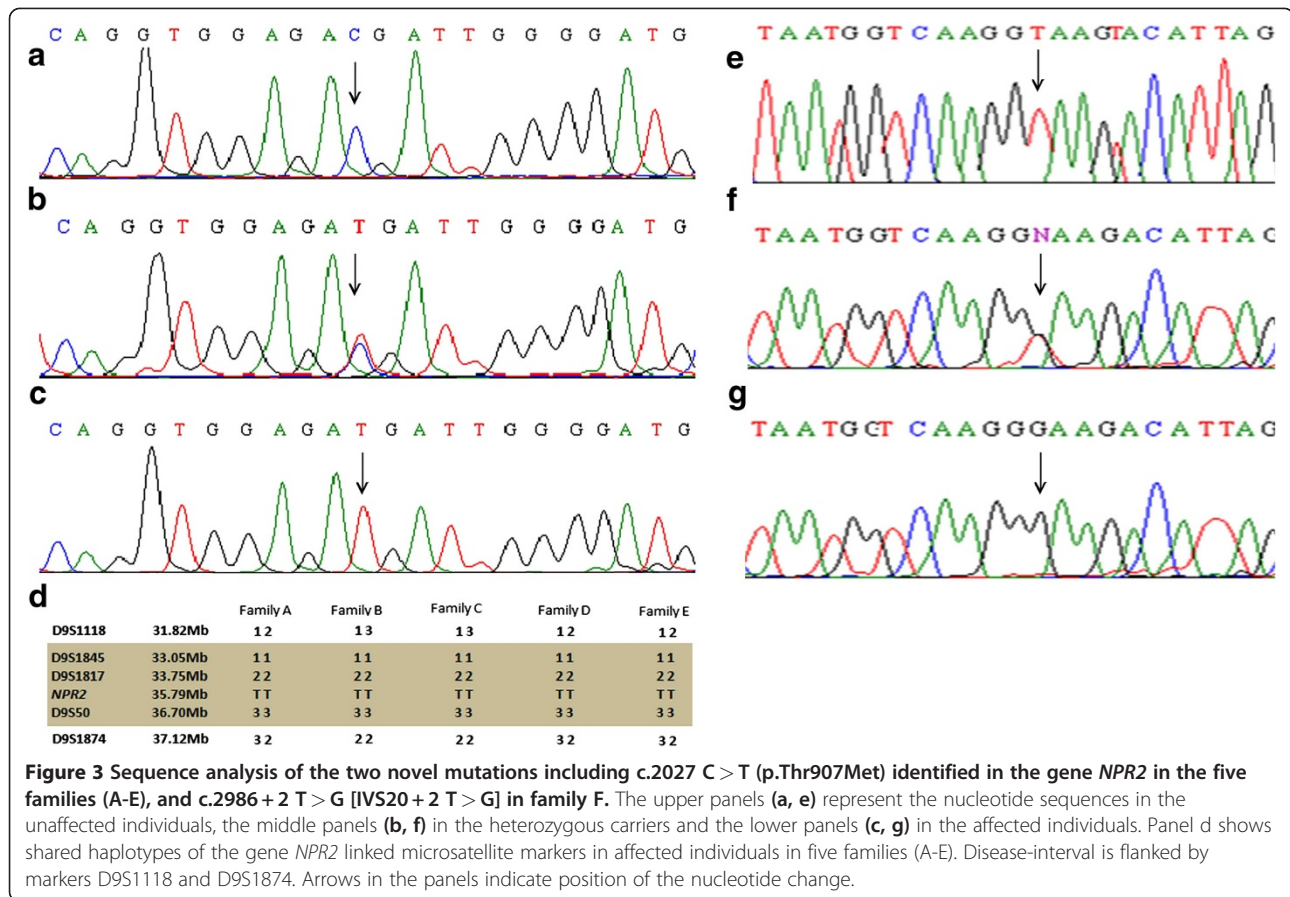 C A G G T G G A G A C G A T T G G G G A T G
a
b
C A G G T G G A G A T G A T T G G G G A T G
c
C A G G T G G A G A T G A T T G G G G A T G
d
Family A Family B Family C Family D Family E
D9S1118 31.82Mb 1 2 1 3 1 3 1 2 1 2
D9S1845 33.05Mb 1 1 1 1 1 1 1 1 1 1
D9S1817 33.75Mb 2 2 2 2 2 2 2 2 2 2
NPR2 35.79Mb T T T T T T T T T T
D9S50 36.70Mb 3 3 3 3 3 3 3 3 3 3
D9S1874 37.12Mb 3 2 2 2 2 2 3 2 3 2
TAATGGTCAAGGTAAGTACATTAG
e
f
TAATGGTCAAGGNAAGACATTAG
g
TAATGGTCAAGGGAAGACATTAG
Figure 3 Sequence analysis of the two novel mutations including c.2027 C > T (p.Thr907Met) identified in the gene NPR2 in the five
families (A-E), and c.2986 + 2 T > G [IVS20 + 2 T > G] in family F. The upper panels (a, e) represent the nucleotide sequences in the
unaffected individuals, the middle panels (b, f) in the heterozygous carriers and the lower panels (c, g) in the affected individuals. Panel d shows
shared haplotypes of the gene NPR2 linked microsatellite markers in affected individuals in five families (A-E). Disease-interval is flanked by
markers D9S1118 and D9S1874. Arrows in the panels indicate position of the nucleotide change.